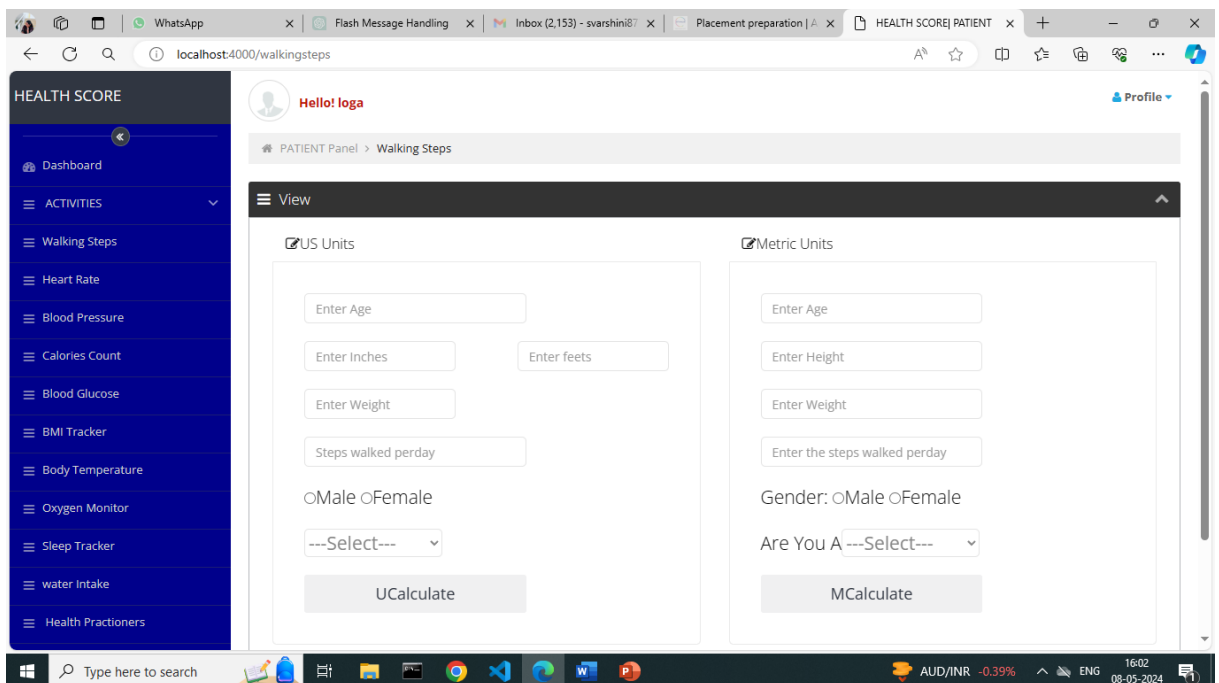 WhatsApp
Flash Message Handling
Inbox (2,153) - svarshini87
Placement preparation | A
HEALTH SCORE| PATIENT
localhost:4000/walkingsteps
HEALTH SCORE
Hello! loga
Profile
PATIENT Panel > Walking Steps
Dashboard
ACTIVITIES
Walking Steps
Heart Rate
Blood Pressure
Calories Count
Blood Glucose
BMI Tracker
Body Temperature
Oxygen Monitor
Sleep Tracker
water Intake
Health Practioners
View
US Units
Enter Age
Enter Inches
Enter feets
Enter Weight
Steps walked perday
Male Female
---Select---
UCalculate
Metric Units
Enter Age
Enter Height
Enter Weight
Enter the steps walked perday
Gender: Male Female
Are You A ---Select---
MCalculate
Type here to search
AUD/INR -0.39%
ENG
16:02
08-05-2024